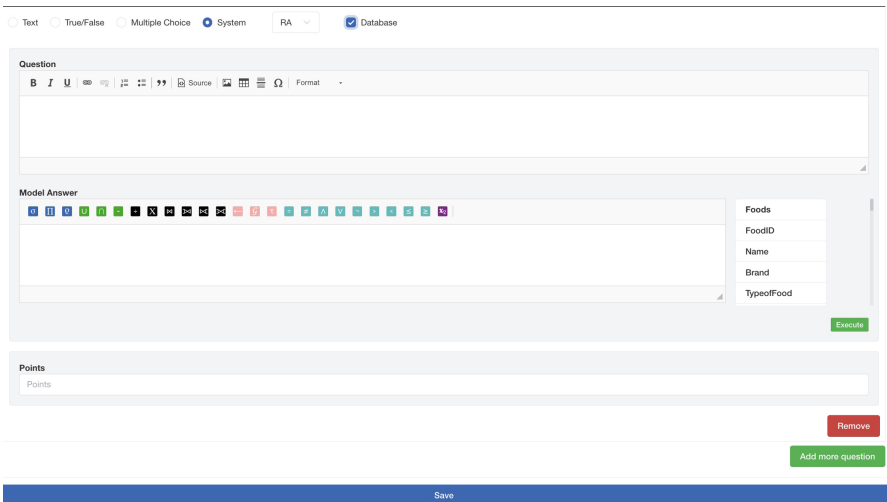 Text True/False Multiple Choice System RA Database
Question
B I U Source Ω Format
Model Answer
σ ∏ ϱ ∪ ∩ - ÷ X ⋈ = ≠ ∧ ∨ ¬ > < ≤ ≥
Foods
FoodID
Name
Brand
TypeofFood
Execute
Points
Points
Remove
Add more question
Save